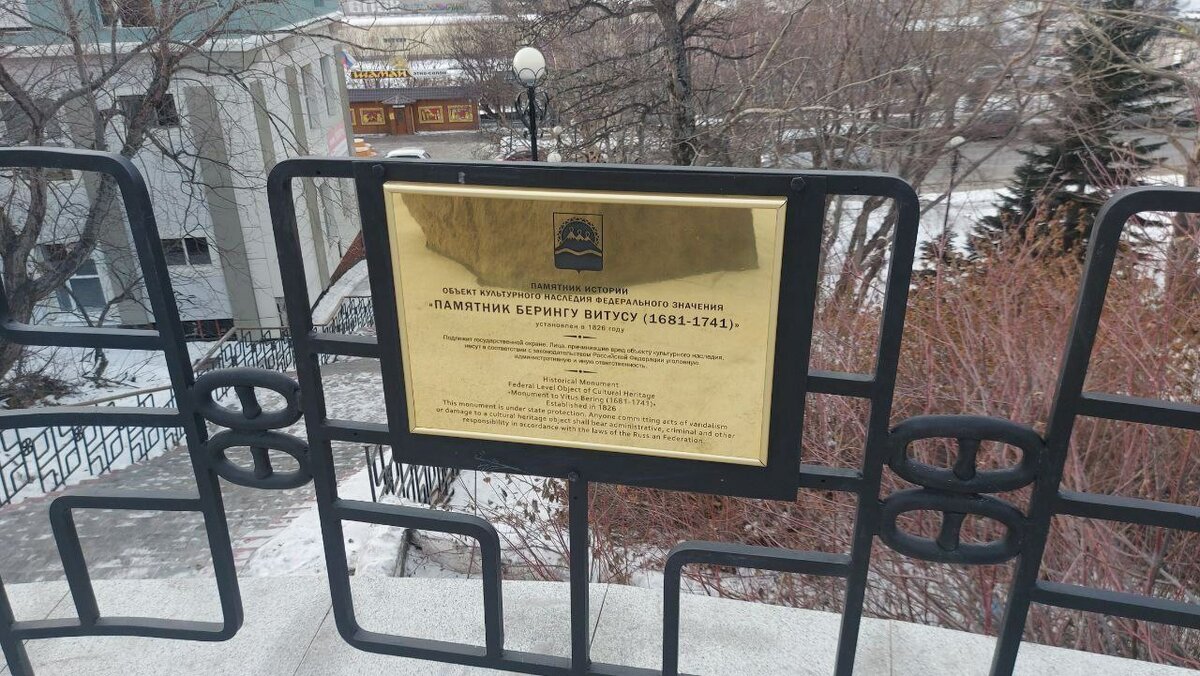 ШАМАН ЭТНО-САЛОН
ПАМЯТНИК ИСТОРИИ
ОБЪЕКТ КУЛЬТУРНОГО НАСЛЕДИЯ ФЕДЕРАЛЬНОГО ЗНАЧЕНИЯ
«ПАМЯТНИК БЕРИНГУ ВИТУСУ (1681-1741)»
установлен в 1826 году
Подлежит государственной охране. Лица, причинившие вред объекту культурного наследия,
несут в соответствии с законодательством Российской Федерации уголовную,
административную и иную ответственность.
Historical Monument
Federal Level Object of Cultural Heritage
«Monument to Vitus Bering (1681-1741)»
Established in 1826
This monument is under state protection. Anyone committing acts of vandalism
or damage to a cultural heritage object shall bear administrative, criminal and other
responsibility in accordance with the laws of the Russian Federation.